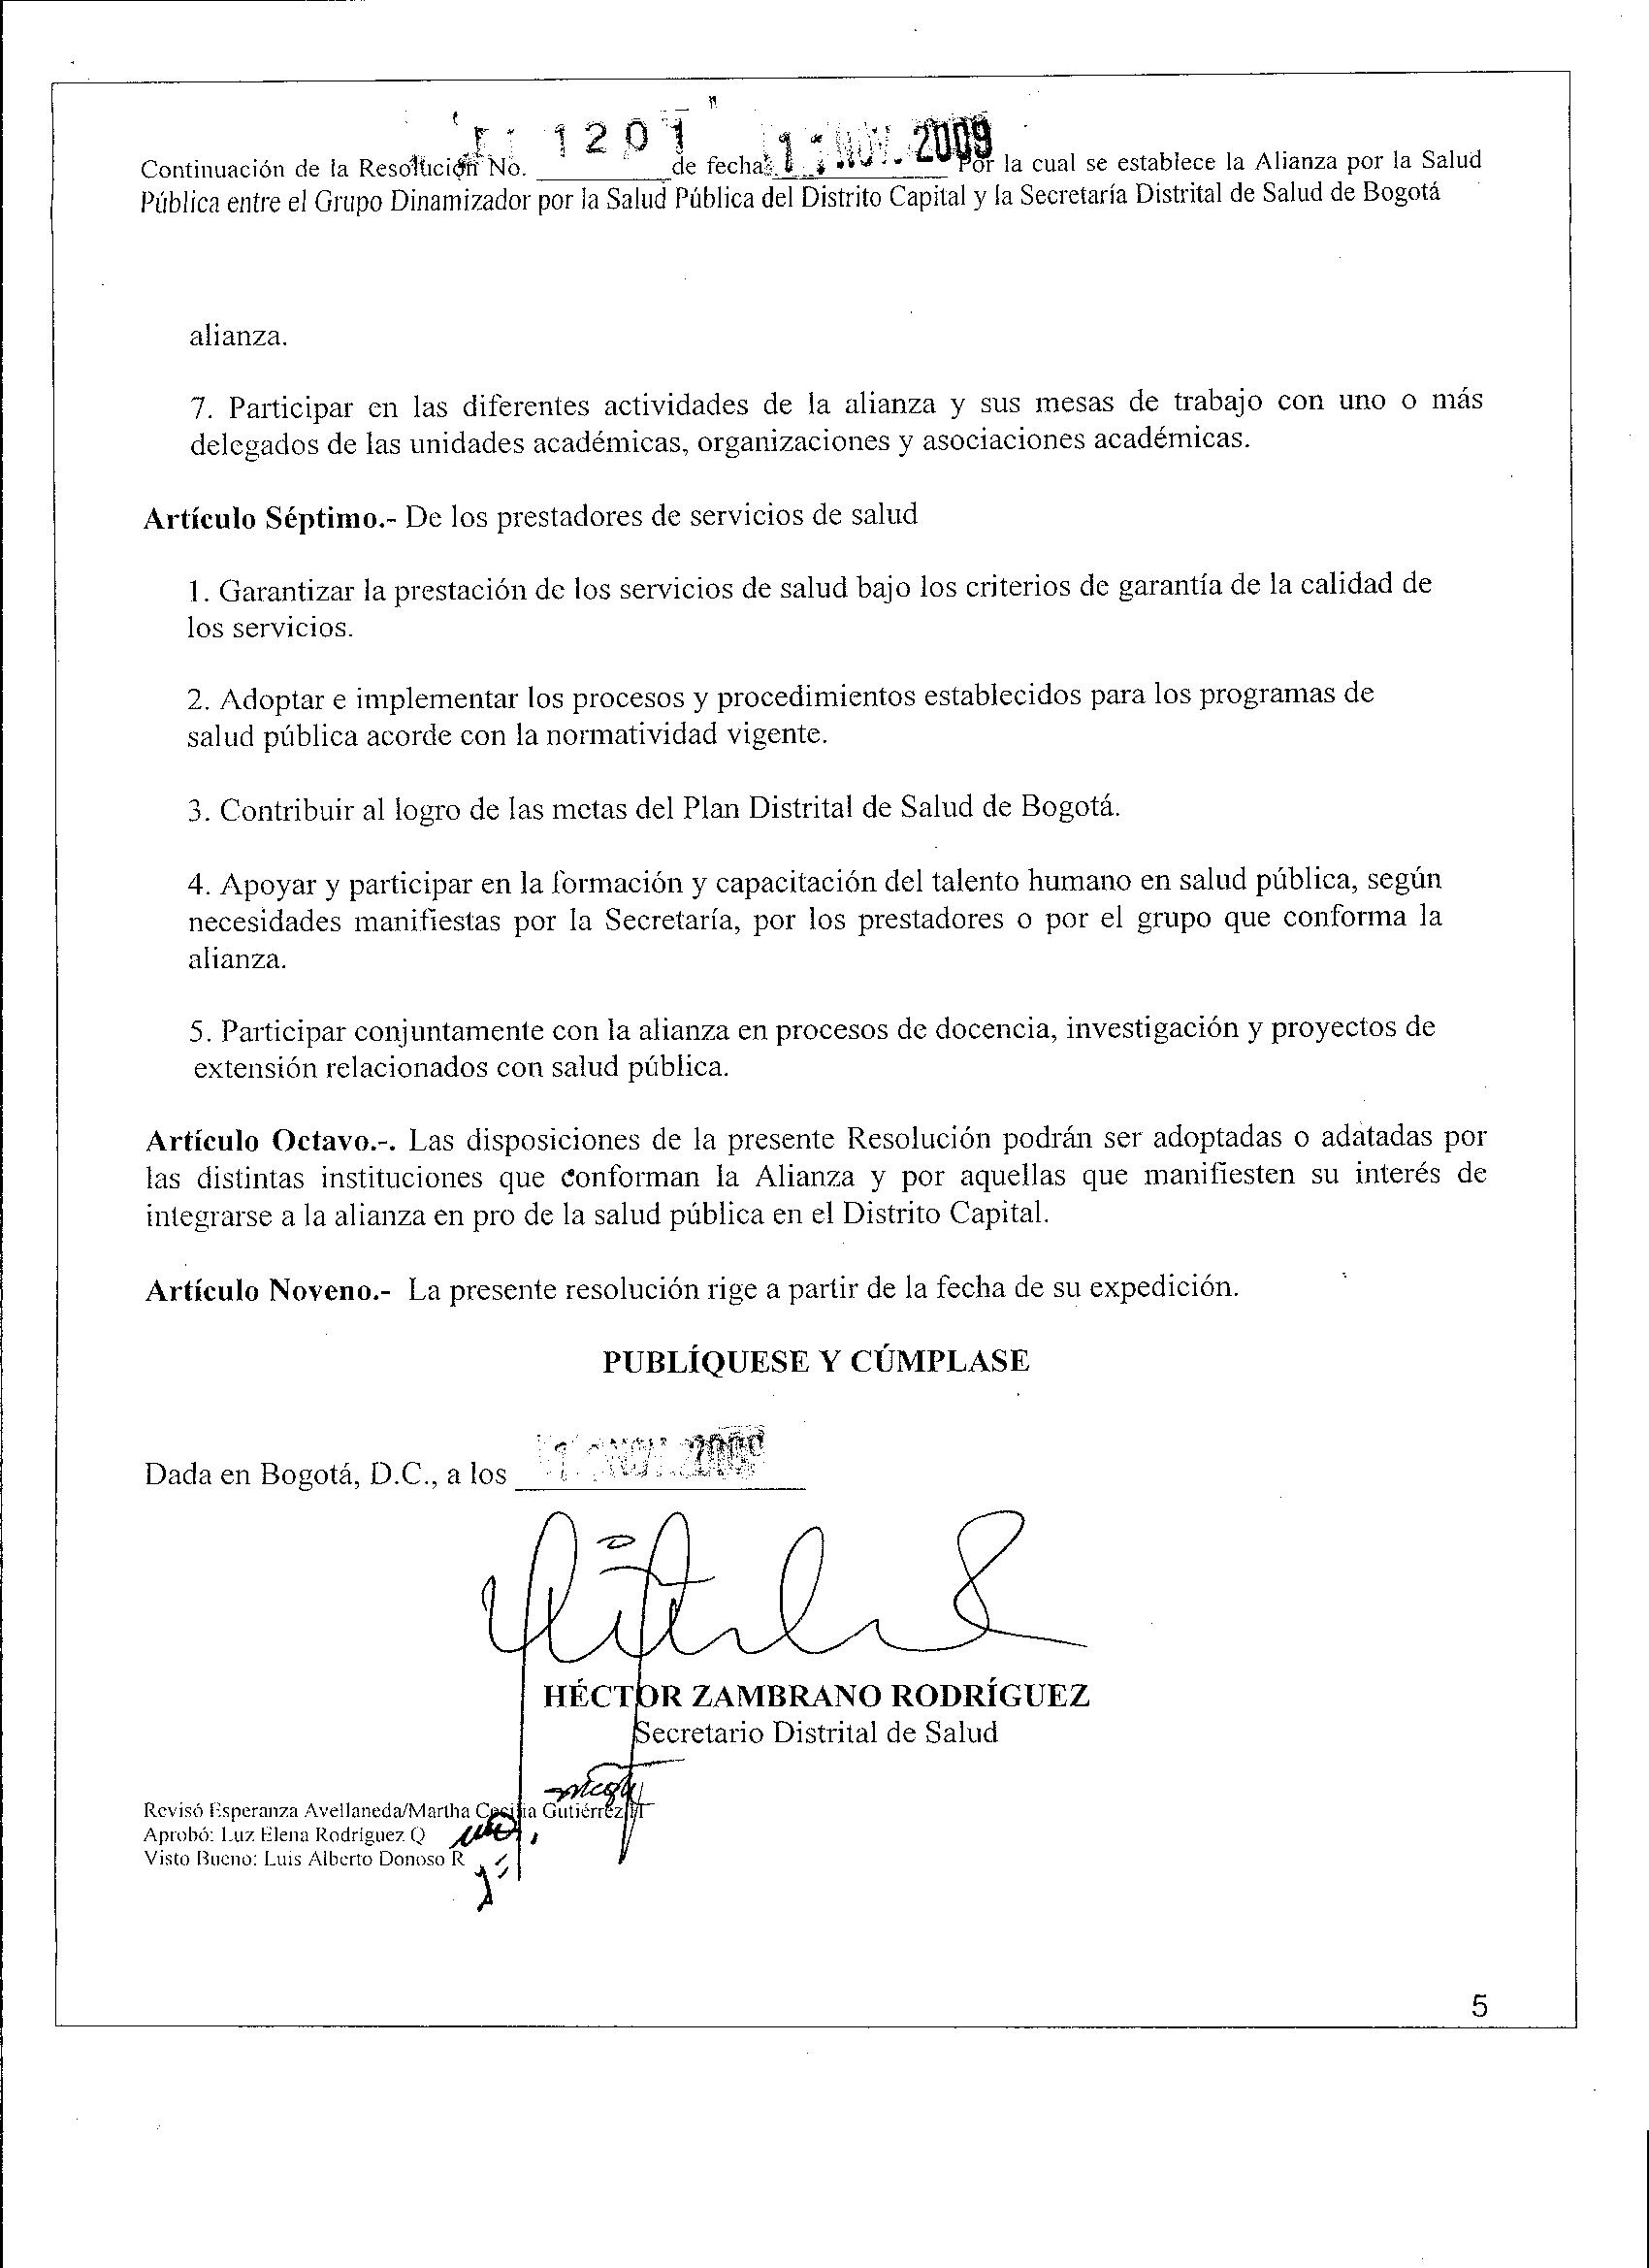 1201 NOV. 2009
Continuación de la Resolución No. de fecha Por la cual se establece la Alianza por la Salud
Pública entre el Grupo Dinamizador por la Salud Pública del Distrito Capital y la Secretaría Distrital de Salud de Bogotá
alianza.
7. Participar en las diferentes actividades de la alianza y sus mesas de trabajo con uno o más
delegados de las unidades académicas, organizaciones y asociaciones académicas.
Artículo Séptimo.- De los prestadores de servicios de salud
1. Garantizar la prestación de los servicios de salud bajo los criterios de garantía de la calidad de
los servicios.
2. Adoptar e implementar los procesos y procedimientos establecidos para los programas de
salud pública acorde con la normatividad vigente.
3. Contribuir al logro de las metas del Plan Distrital de Salud de Bogotá.
4. Apoyar y participar en la formación y capacitación del talento humano en salud pública, según
necesidades manifiestas por la Secretaría, por los prestadores o por el grupo que conforma la
alianza.
5. Participar conjuntamente con la alianza en procesos de docencia, investigación y proyectos de
extensión relacionados con salud pública.
Artículo Octavo.-. Las disposiciones de la presente Resolución podrán ser adoptadas o adatadas por
las distintas instituciones que conforman la Alianza y por aquellas que manifiesten su interés de
integrarse a la alianza en pro de la salud pública en el Distrito Capital.
Artículo Noveno.- La presente resolución rige a partir de la fecha de su expedición.
PUBLÍQUESE Y CÚMPLASE
NOV. 2009
Dada en Bogotá, D.C., a los
HÉCTOR ZAMBRANO RODRÍGUEZ
Secretario Distrital de Salud
Revisó Esperanza Avellaneda/Martha Cecilia Gutiérrez
Aprobó: Luz Elena Rodríguez Q
Visto Bueno: Luis Alberto Donoso R
5